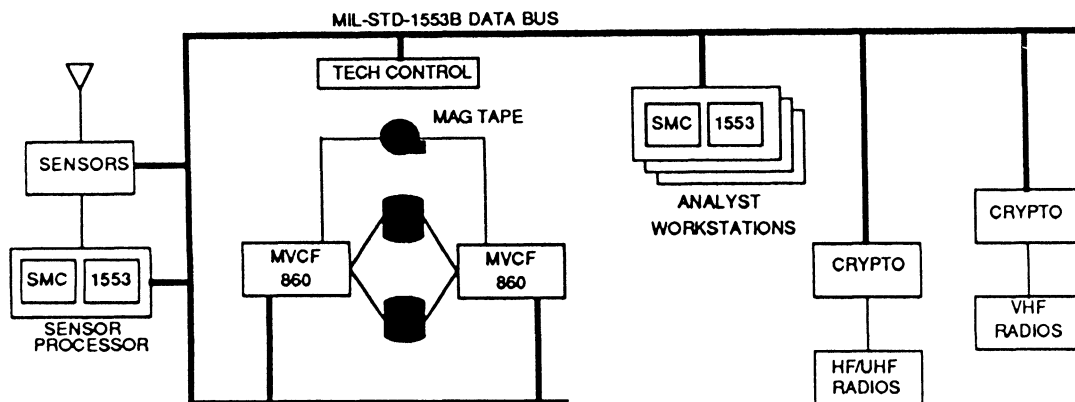 MIL-STD-1553B DATA BUS
TECH CONTROL
MAG TAPE
SENSORS
SMC 1553
SENSOR
PROCESSOR
MVCF
860
MVCF
860
SMC 1553
ANALYST
WORKSTATIONS
CRYPTO
HF/UHF
RADIOS
CRYPTO
VHF
RADIOS